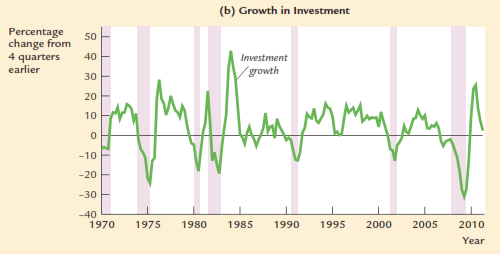 (b) Growth in Investment
Percentage
change from
4 quarters
earlier
50
40
30
20
10
0
−10
−20
−30
−40
Investment
growth
1970 1975 1980 1985 1990 1995 2000 2005 2010
Year